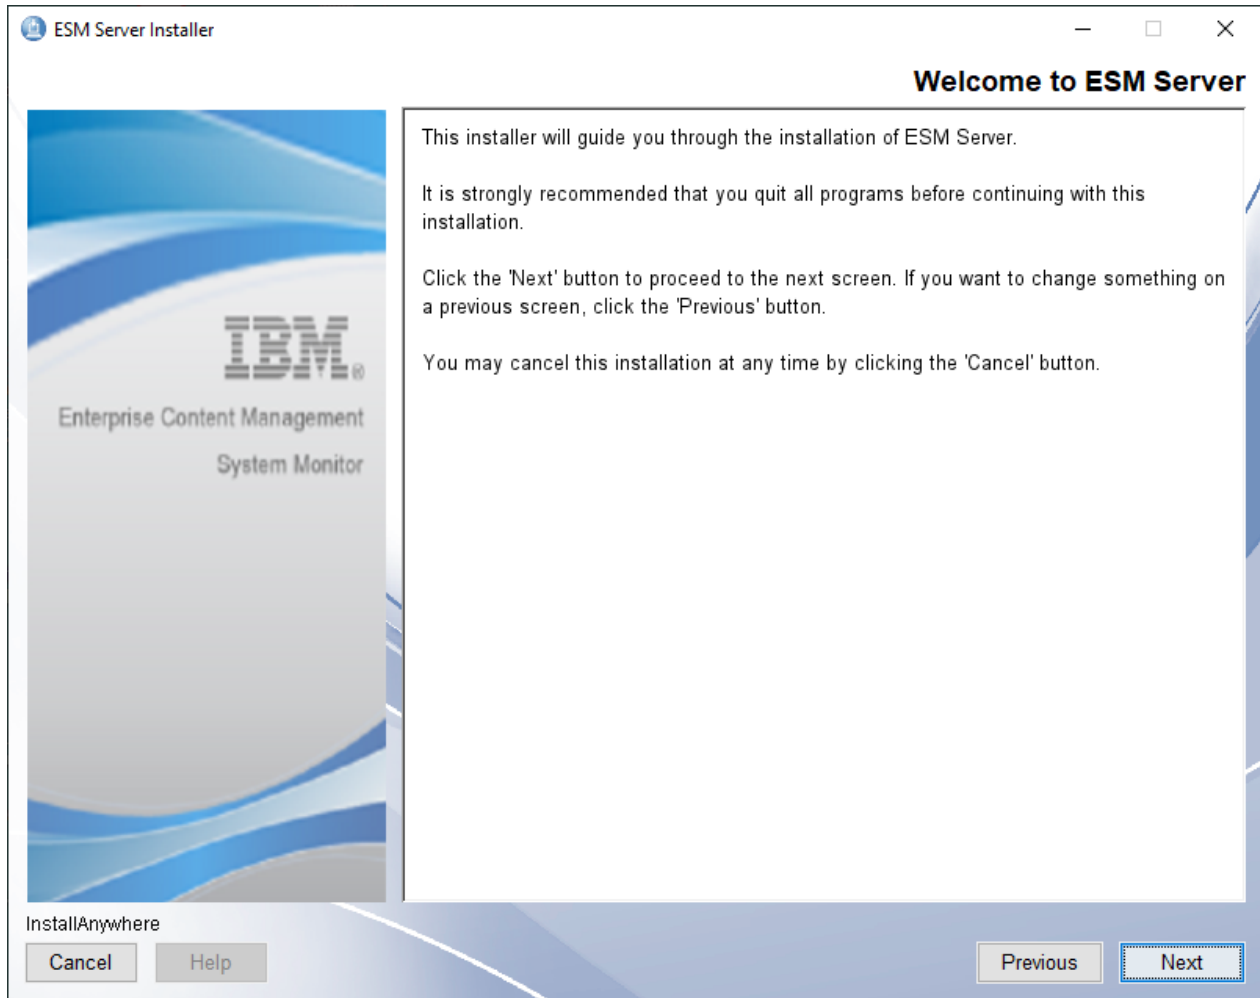 ESM Server Installer
Welcome to ESM Server
This installer will guide you through the installation of ESM Server.
It is strongly recommended that you quit all programs before continuing with this
installation.
Click the 'Next' button to proceed to the next screen. If you want to change something on
a previous screen, click the 'Previous' button.
You may cancel this installation at any time by clicking the 'Cancel' button.
IBM®
Enterprise Content Management
System Monitor
InstallAnywhere
Cancel
Help
Previous
Next